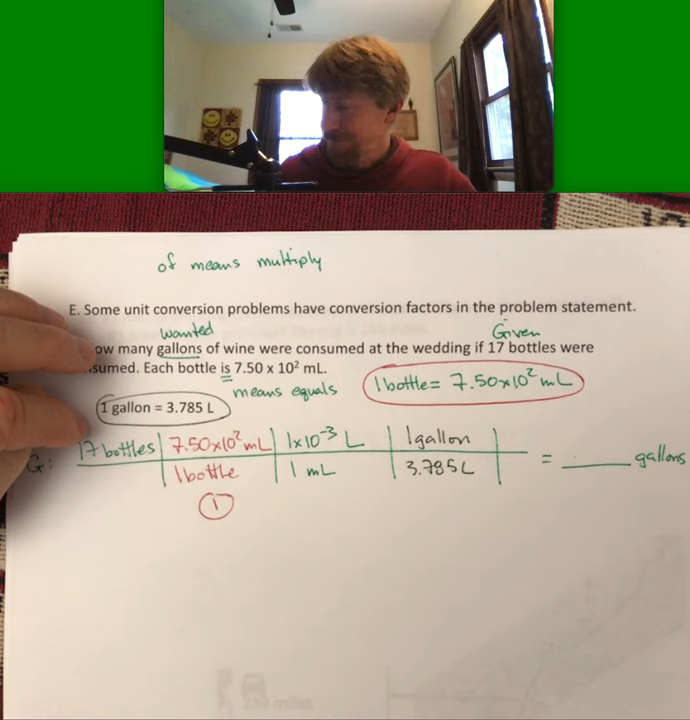 of means multiply
E. Some unit conversion problems have conversion factors in the problem statement.
wanted Given
ow many gallons of wine were consumed at the wedding if 17 bottles were
sumed. Each bottle is 7.50 x 10² mL.
means equals 1 bottle = 7.50x10² mL
1 gallon = 3.785 L
G: 17 bottles | 7.50x10² mL | 1x10⁻³ L | 1 gallon | = ____ gallons
1 bottle | 1 mL | 3.785 L
1